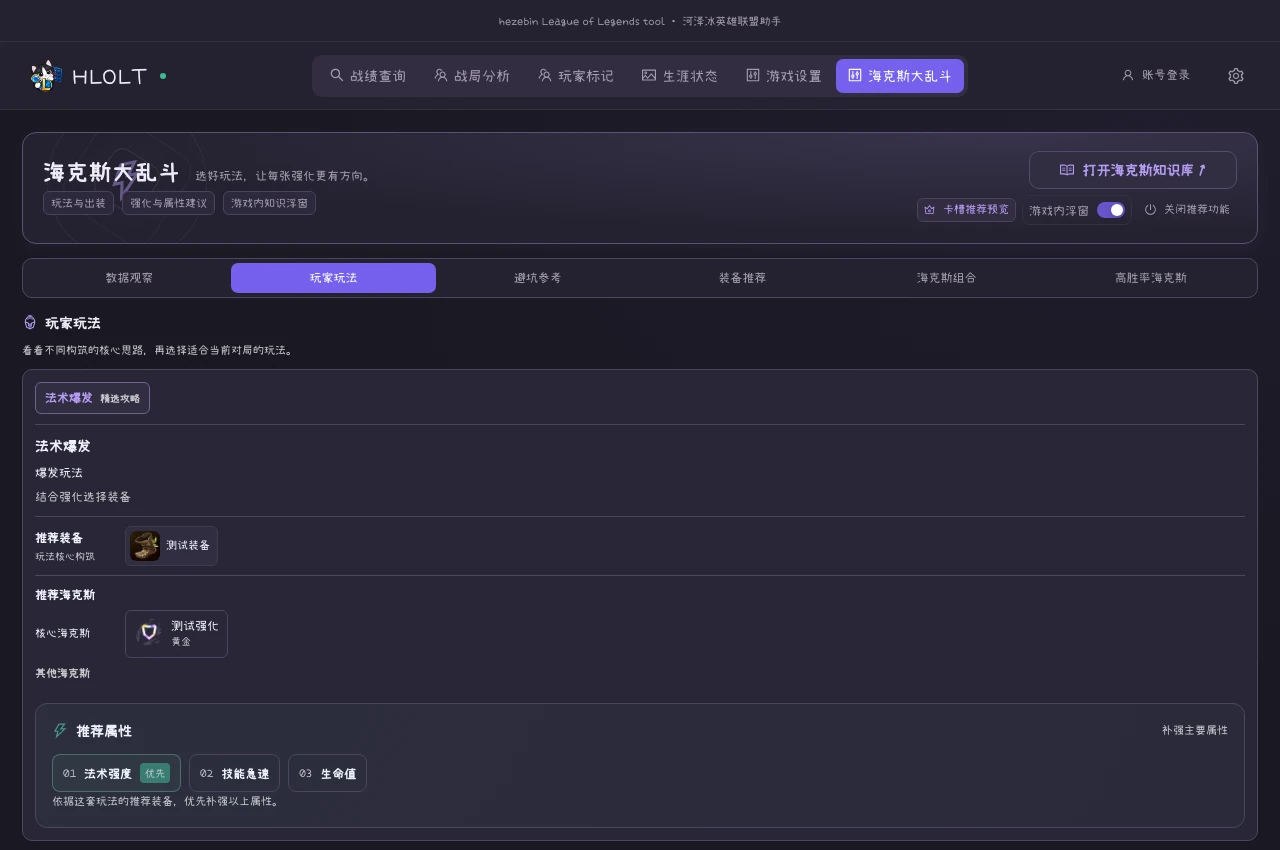 hezebin League of Legends tool • 河泽冰英雄联盟助手
HLOLT
战绩查询 战局分析 玩家标记 生涯状态 游戏设置 海克斯大乱斗
账号登录
海克斯大乱斗 选好玩法，让每张强化更有方向。
打开海克斯知识库 ↗
玩法与出装 强化与属性建议 游戏内知识浮窗
卡槽推荐预览 游戏内浮窗 关闭推荐功能
数据观察 玩家玩法 避坑参考 装备推荐 海克斯组合 高胜率海克斯
玩家玩法
看看不同构筑的核心思路，再选择适合当前对局的玩法。
法术爆发 精选攻略
法术爆发
爆发玩法
结合强化选择装备
推荐装备
玩法核心构筑
测试装备
推荐海克斯
核心海克斯
测试强化
黄金
其他海克斯
推荐属性
补强主要属性
01 法术强度 优先 02 技能急速 03 生命值
依据这套玩法的推荐装备，优先补强以上属性。